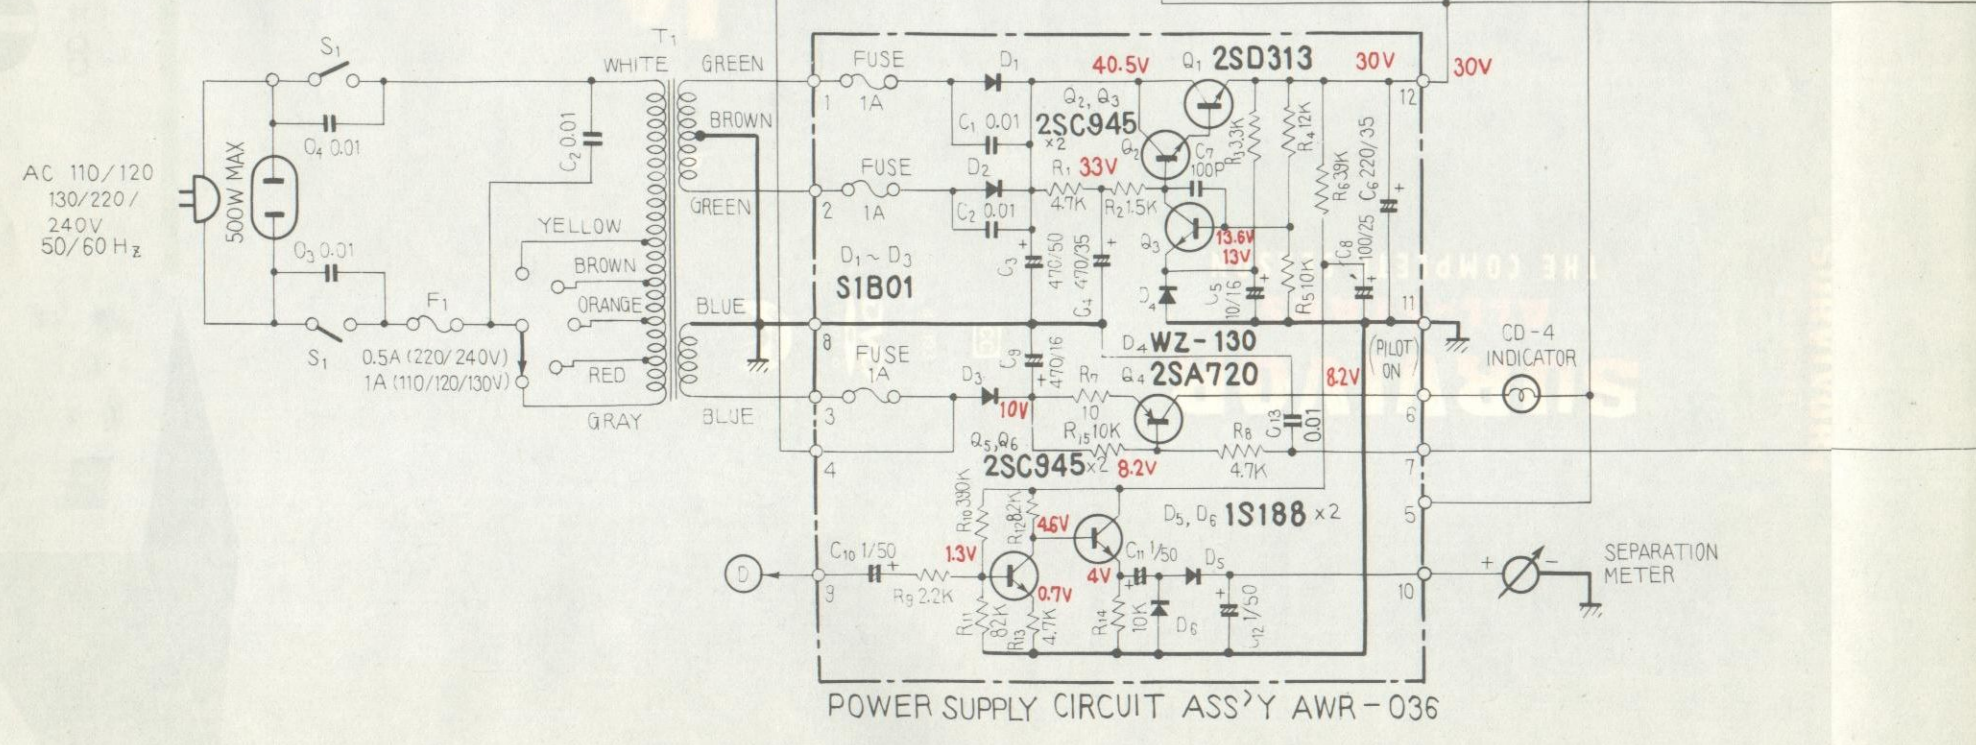 S1
T1
WHITE
GREEN
FUSE
1A
D1
40.5V
Q1 2SD313
30V
30V
1
12
C4 0.01
C2 0.01
BROWN
C1 0.01
Q2, Q3
2SC945
×2
Q2
C7
100P
R3 3.3K
R4 12K
R6 39K
C6 220/35
AC 110/120
130/220/
240V
50/60 Hz
500W MAX
FUSE
1A
D2
R1
4.7K
33V
R2 1.5K
2
GREEN
C2 0.01
YELLOW
C3 0.01
BROWN
ORANGE
D1 ~ D3
S1B01
C3 470/50
C4 470/35
Q3
13.6V
13V
D4
C5
10/16
R5 10K
C8
100/25
11
F1
S1
0.5A (220/240V)
1A (110/120/130V)
RED
GRAY
BLUE
8
FUSE
1A
C9
470/16
D4 WZ-130
Q4 2SA720
(PILOT ON)
8.2V
CD-4
INDICATOR
BLUE
3
D3
10V
R7
10
C13
0.01
6
Q5, Q6
2SC945×2
R15 10K
8.2V
R8
4.7K
4
7
R10 390K
R12 82K
4.6V
D5, D6 1S188 ×2
5
D
9
C10 1/50
+
R9 2.2K
1.3V
0.7V
4V
C11 1/50
D5
10
+
-
SEPARATION
METER
R11
82K
R13
4.7K
R14
10K
D6
C12 1/50
POWER SUPPLY CIRCUIT ASS'Y AWR-036